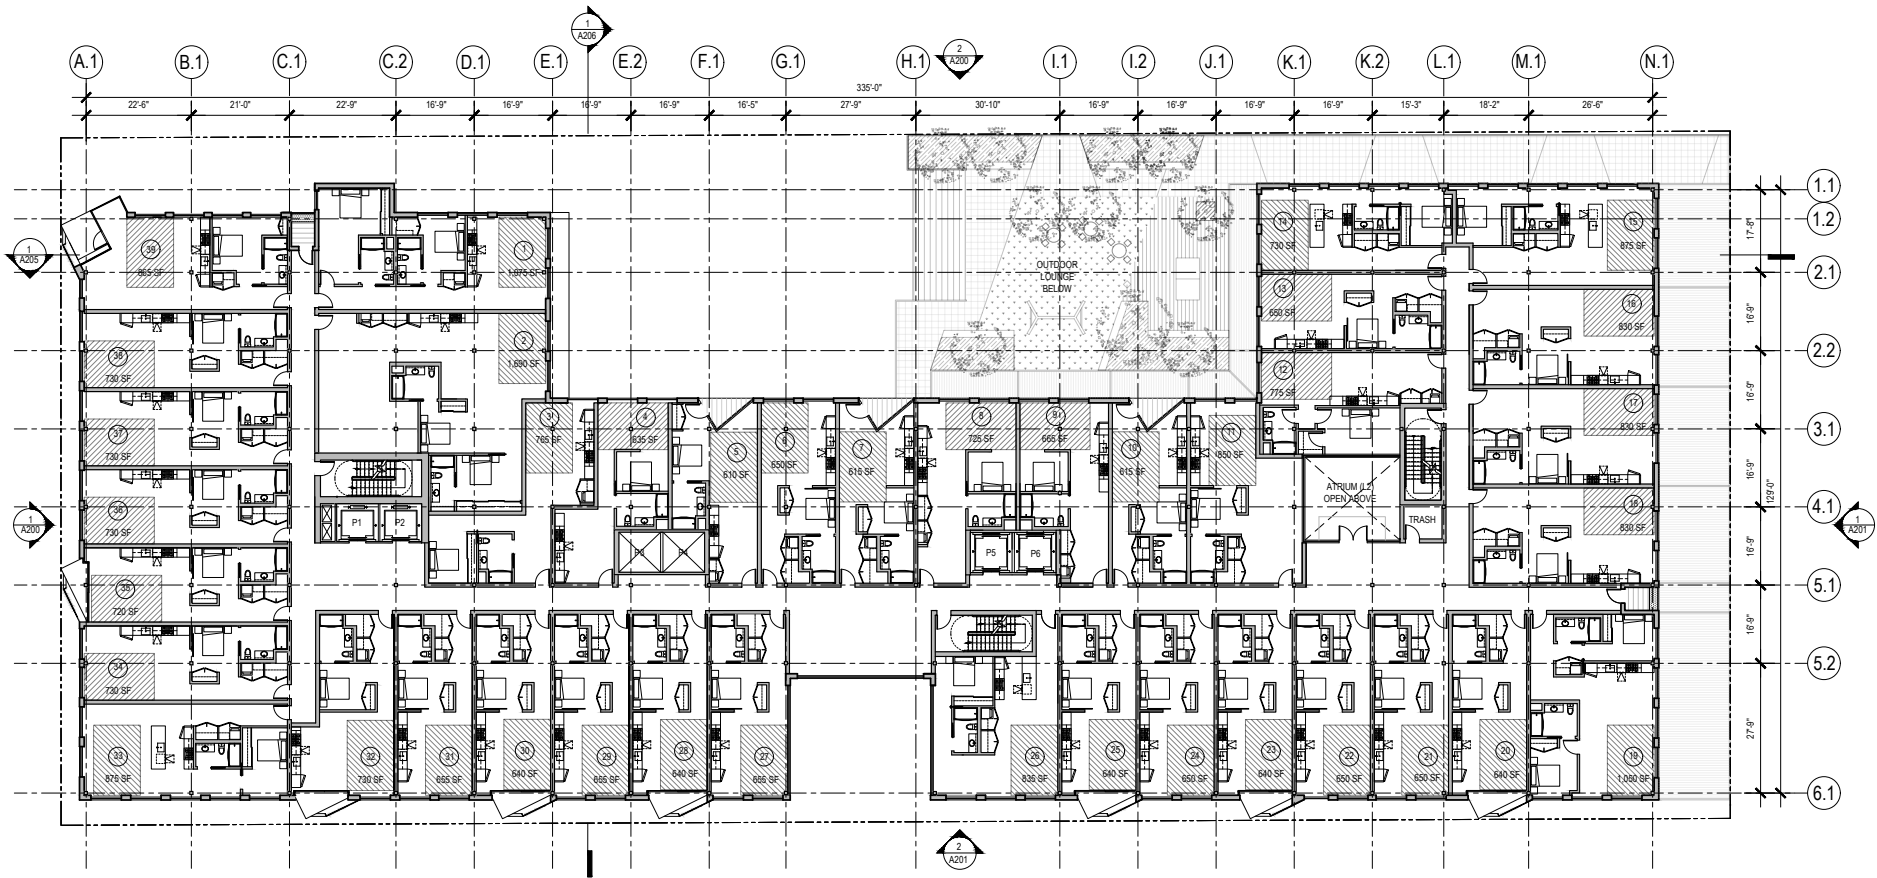 1
A206
2
A200
A.1 B.1 C.1 C.2 D.1 E.1 E.2 F.1 G.1 H.1 I.1 I.2 J.1 K.1 K.2 L.1 M.1 N.1
335'-0"
22'-6" 21'-0" 22'-9" 16'-9" 16'-9" 16'-9" 16'-9" 16'-5" 27'-9" 30'-10" 16'-9" 16'-9" 16'-9" 16'-9" 15'-3" 18'-2" 26'-6"
1.1
1.2
2.1
2.2
3.1
4.1
5.1
5.2
6.1
17'-8"
16'-9"
16'-9"
16'-9"
16'-9"
16'-9"
27'-9"
129'-0"
1
A205
1
A200
1
A201
2
A201
39
865 SF
1
1,075 SF
2
1,690 SF
38
730 SF
37
730 SF
36
730 SF
35
720 SF
34
730 SF
33
875 SF
P1
P2
3
765 SF
4
635 SF
P3
P4
5
610 SF
6
650 SF
7
615 SF
8
725 SF
9
665 SF
P5
P6
10
615 SF
11
850 SF
OUTDOOR
LOUNGE
BELOW
14
730 SF
13
650 SF
12
775 SF
ATRIUM (L2)
OPEN ABOVE
TRASH
15
875 SF
16
830 SF
17
830 SF
18
830 SF
32
730 SF
31
655 SF
30
640 SF
29
655 SF
28
640 SF
27
655 SF
26
835 SF
25
640 SF
24
650 SF
23
640 SF
22
650 SF
21
650 SF
20
640 SF
19
1,050 SF